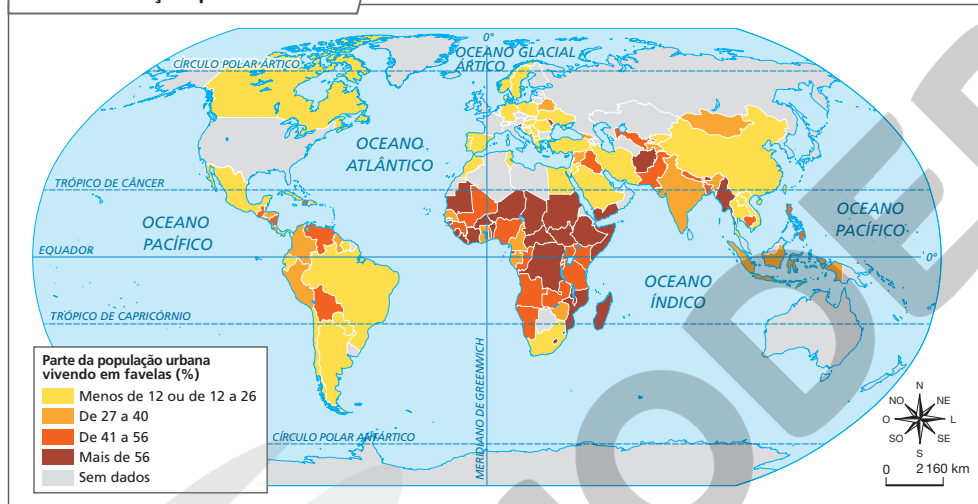 0°
OCEANO GLACIAL
ÁRTICO
CÍRCULO POLAR ÁRTICO
OCEANO
ATLÂNTICO
TRÓPICO DE CÂNCER
OCEANO
PACÍFICO
OCEANO
PACÍFICO
EQUADOR
0°
OCEANO
ÍNDICO
TRÓPICO DE CAPRICÓRNIO
MERIDIANO DE GREENWICH
CÍRCULO POLAR ANTÁRTICO
Parte da população urbana
vivendo em favelas (%)
Menos de 12 ou de 12 a 26
De 27 a 40
De 41 a 56
Mais de 56
Sem dados
N
NO NE
O L
SO SE
S
0 2 160 km